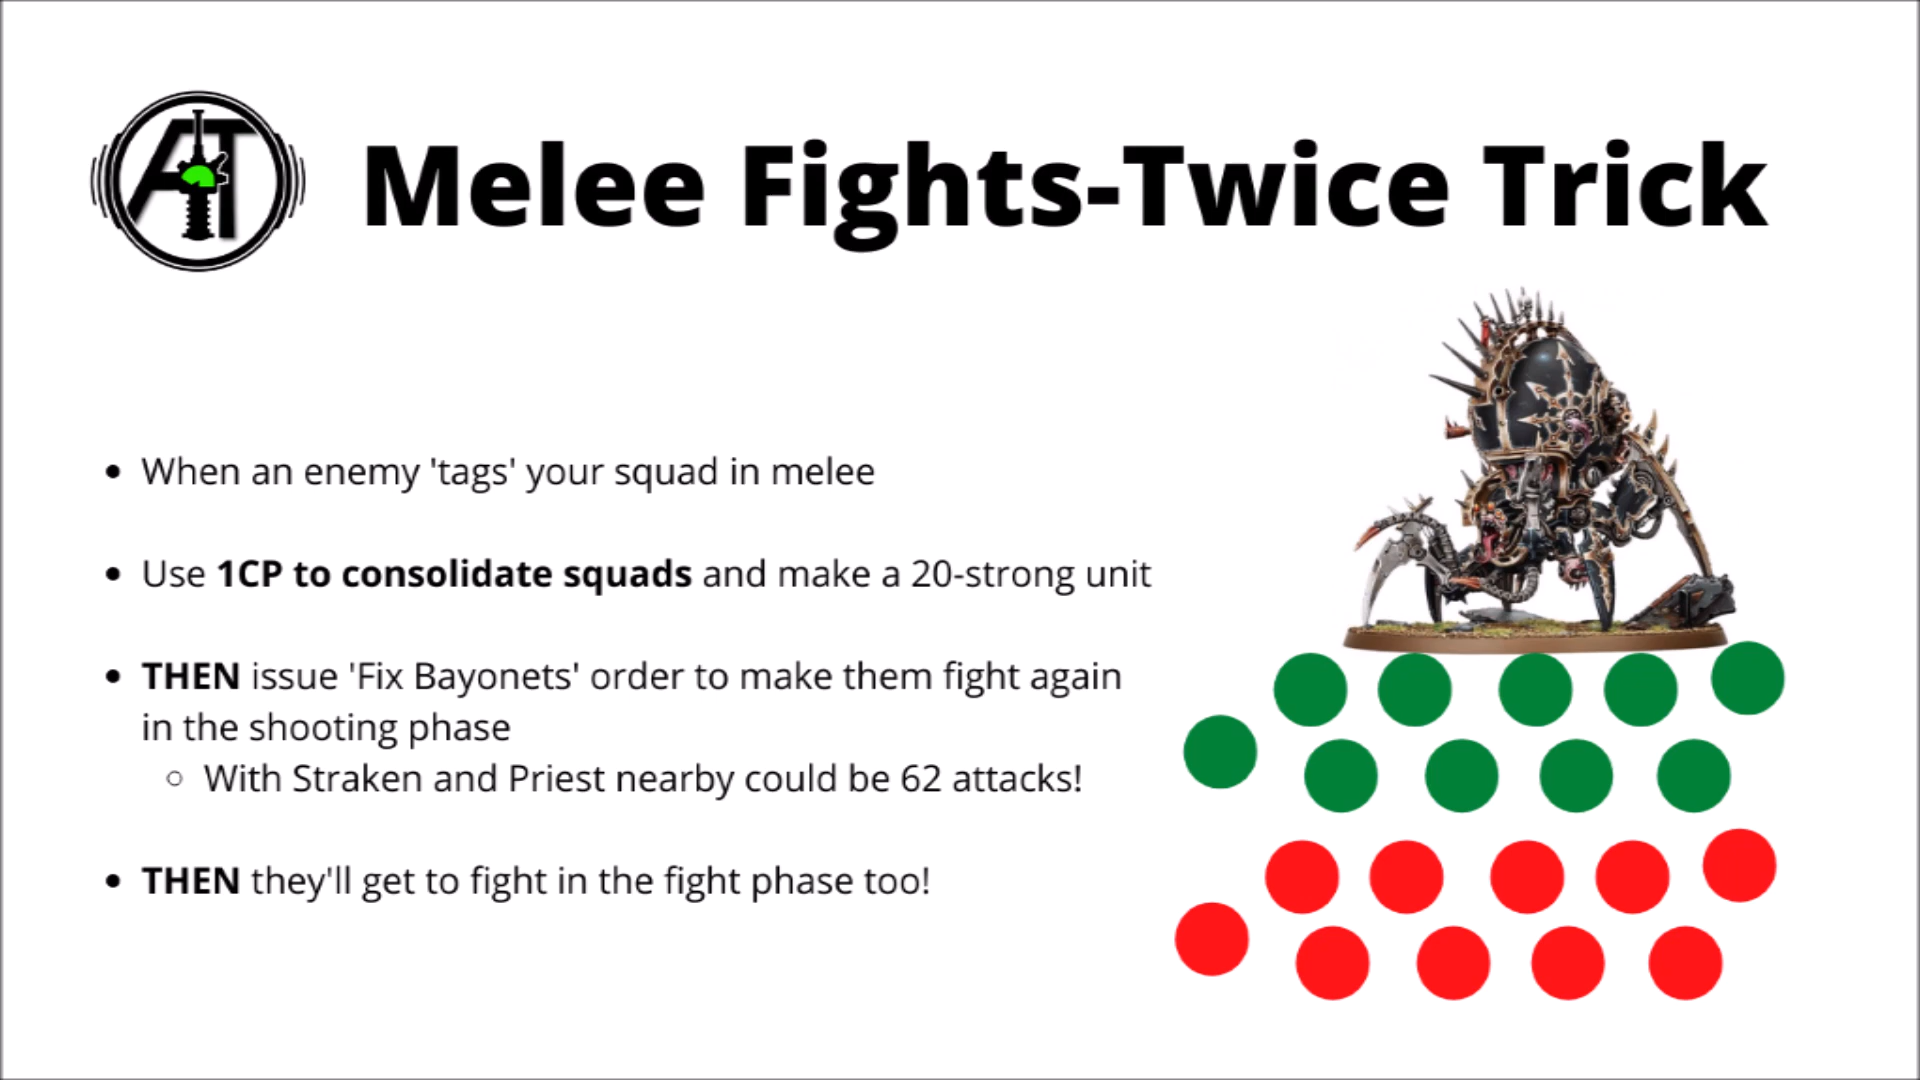 AT
Melee Fights-Twice Trick
When an enemy 'tags' your squad in melee
Use 1CP to consolidate squads and make a 20-strong unit
THEN issue 'Fix Bayonets' order to make them fight again
in the shooting phase
With Straken and Priest nearby could be 62 attacks!
THEN they'll get to fight in the fight phase too!